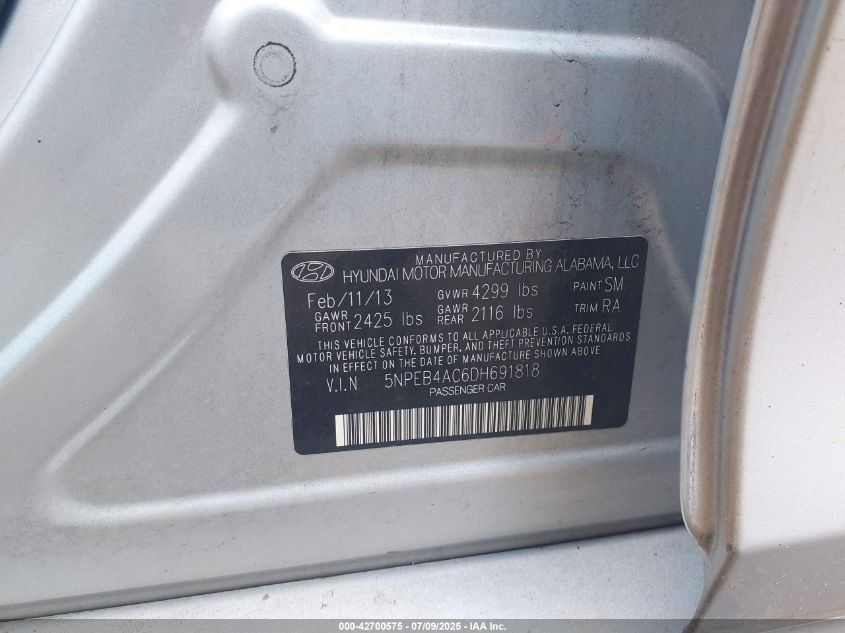 MANUFACTURED BY
HYUNDAI MOTOR MANUFACTURING ALABAMA, LLC
Feb/11/13 GVWR 4299 lbs PAINT SM
GAWR FRONT 2425 lbs GAWR REAR 2116 lbs TRIM RA
THIS VEHICLE CONFORMS TO ALL APPLICABLE U.S.A. FEDERAL
MOTOR VEHICLE SAFETY, BUMPER, AND THEFT PREVENTION STANDARDS
IN EFFECT ON THE DATE OF MANUFACTURE SHOWN ABOVE
V.I.N 5NPEB4AC6DH691818
PASSENGER CAR
000-42700575 - 07/09/2025 - IAA Inc.